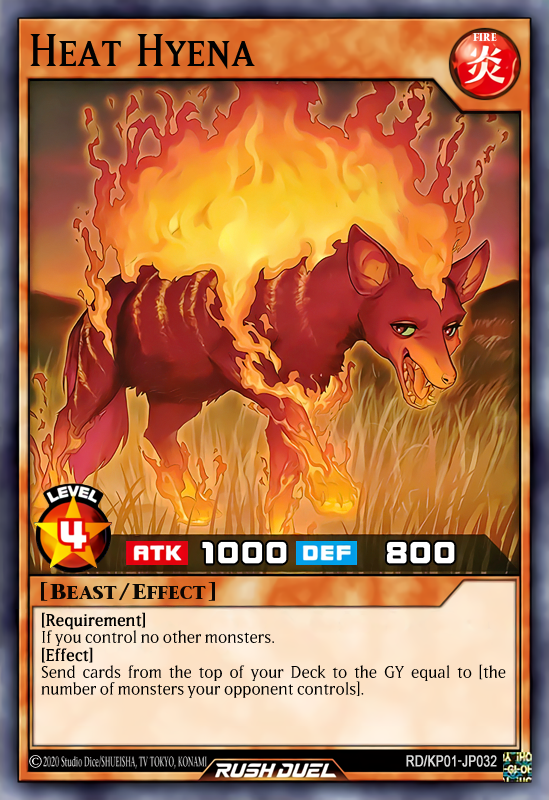 Heat Hyena
FIRE
炎
LEVEL
4
ATK 1000 DEF 800
[Beast/Effect]
[Requirement]
If you control no other monsters.
[Effect]
Send cards from the top of your Deck to the GY equal to [the
number of monsters your opponent controls].
©2020 Studio Dice/SHUEISHA, TV TOKYO, KONAMI
RUSH DUEL
RD/KP01-JP032